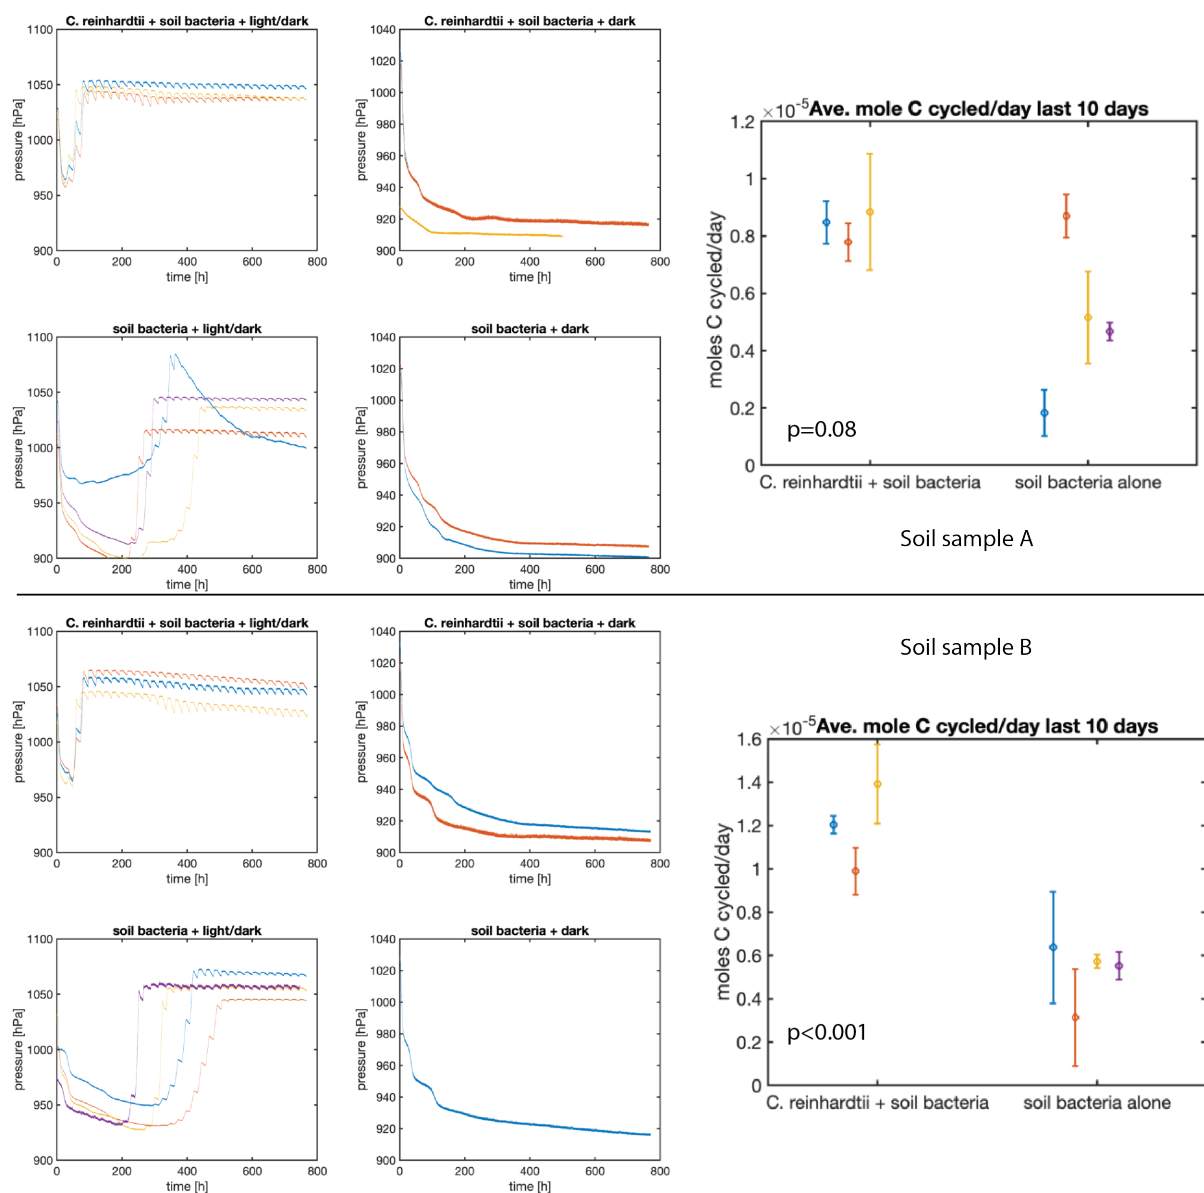 C. reinhardtii + soil bacteria + light/dark
1100
1050
1000
950
900
pressure [hPa]
0 200 400 600 800
time [h]
C. reinhardtii + soil bacteria + dark
1040
1020
1000
980
960
940
920
900
pressure [hPa]
0 200 400 600 800
time [h]
soil bacteria + light/dark
1100
1050
1000
950
900
pressure [hPa]
0 200 400 600 800
time [h]
soil bacteria + dark
1040
1020
1000
980
960
940
920
900
pressure [hPa]
0 200 400 600 800
time [h]
×10-5 Ave. mole C cycled/day last 10 days
1.2
1
0.8
0.6
0.4
0.2
0
moles C cycled/day
p=0.08
C. reinhardtii + soil bacteria soil bacteria alone
Soil sample A
C. reinhardtii + soil bacteria + light/dark
1100
1050
1000
950
900
pressure [hPa]
0 200 400 600 800
time [h]
C. reinhardtii + soil bacteria + dark
1040
1020
1000
980
960
940
920
900
pressure [hPa]
0 200 400 600 800
time [h]
soil bacteria + light/dark
1100
1050
1000
950
900
pressure [hPa]
0 200 400 600 800
time [h]
soil bacteria + dark
1040
1020
1000
980
960
940
920
900
pressure [hPa]
0 200 400 600 800
time [h]
Soil sample B
×10-5 Ave. mole C cycled/day last 10 days
1.6
1.4
1.2
1
0.8
0.6
0.4
0.2
0
moles C cycled/day
p<0.001
C. reinhardtii + soil bacteria soil bacteria alone